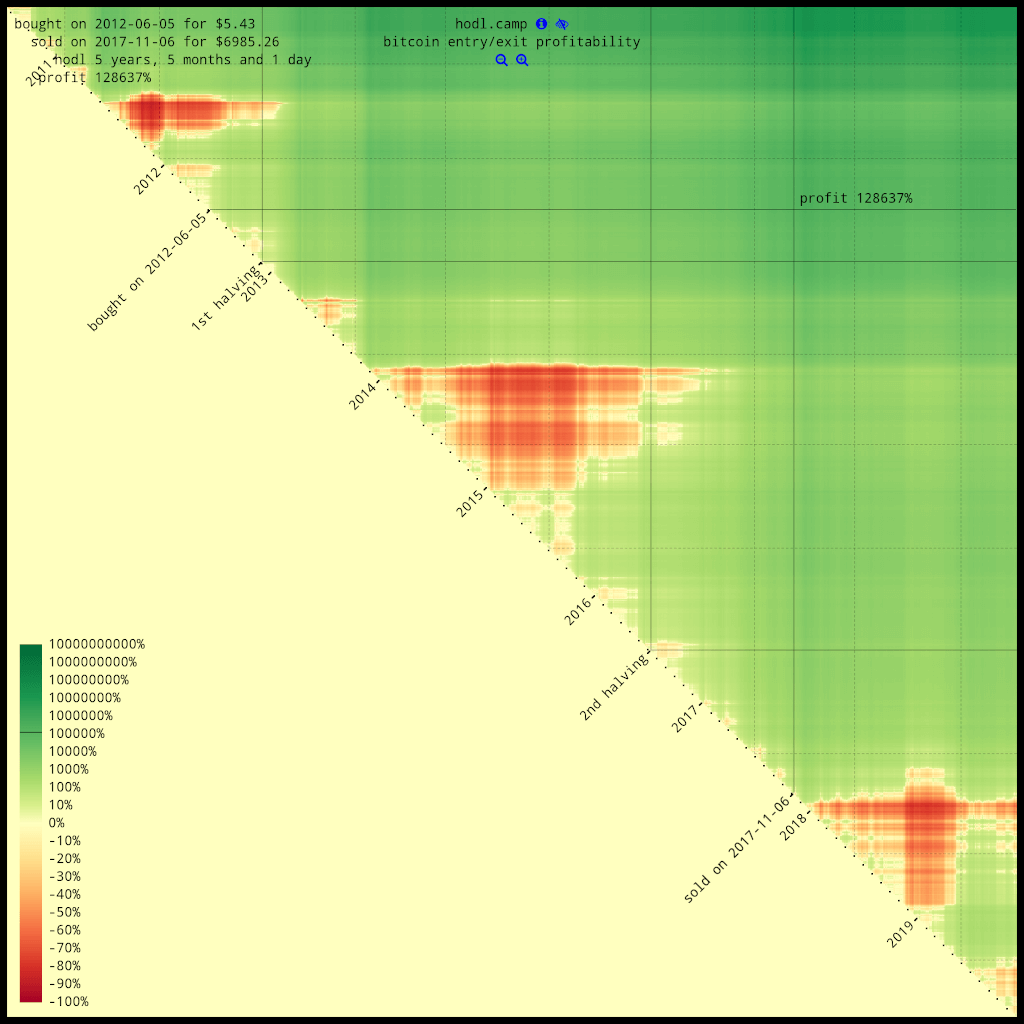 bought on 2012-06-05 for $5.43
sold on 2017-11-06 for $6985.26
hodl 5 years, 5 months and 1 day
profit 128637%
hodl.camp
bitcoin entry/exit profitability
profit 128637%
2011
2012
bought on 2012-06-05
1st halving
2013
2014
2015
2016
2nd halving
2017
sold on 2017-11-06
2018
2019
10000000000%
1000000000%
100000000%
10000000%
1000000%
100000%
10000%
1000%
100%
10%
0%
-10%
-20%
-30%
-40%
-50%
-60%
-70%
-80%
-90%
-100%